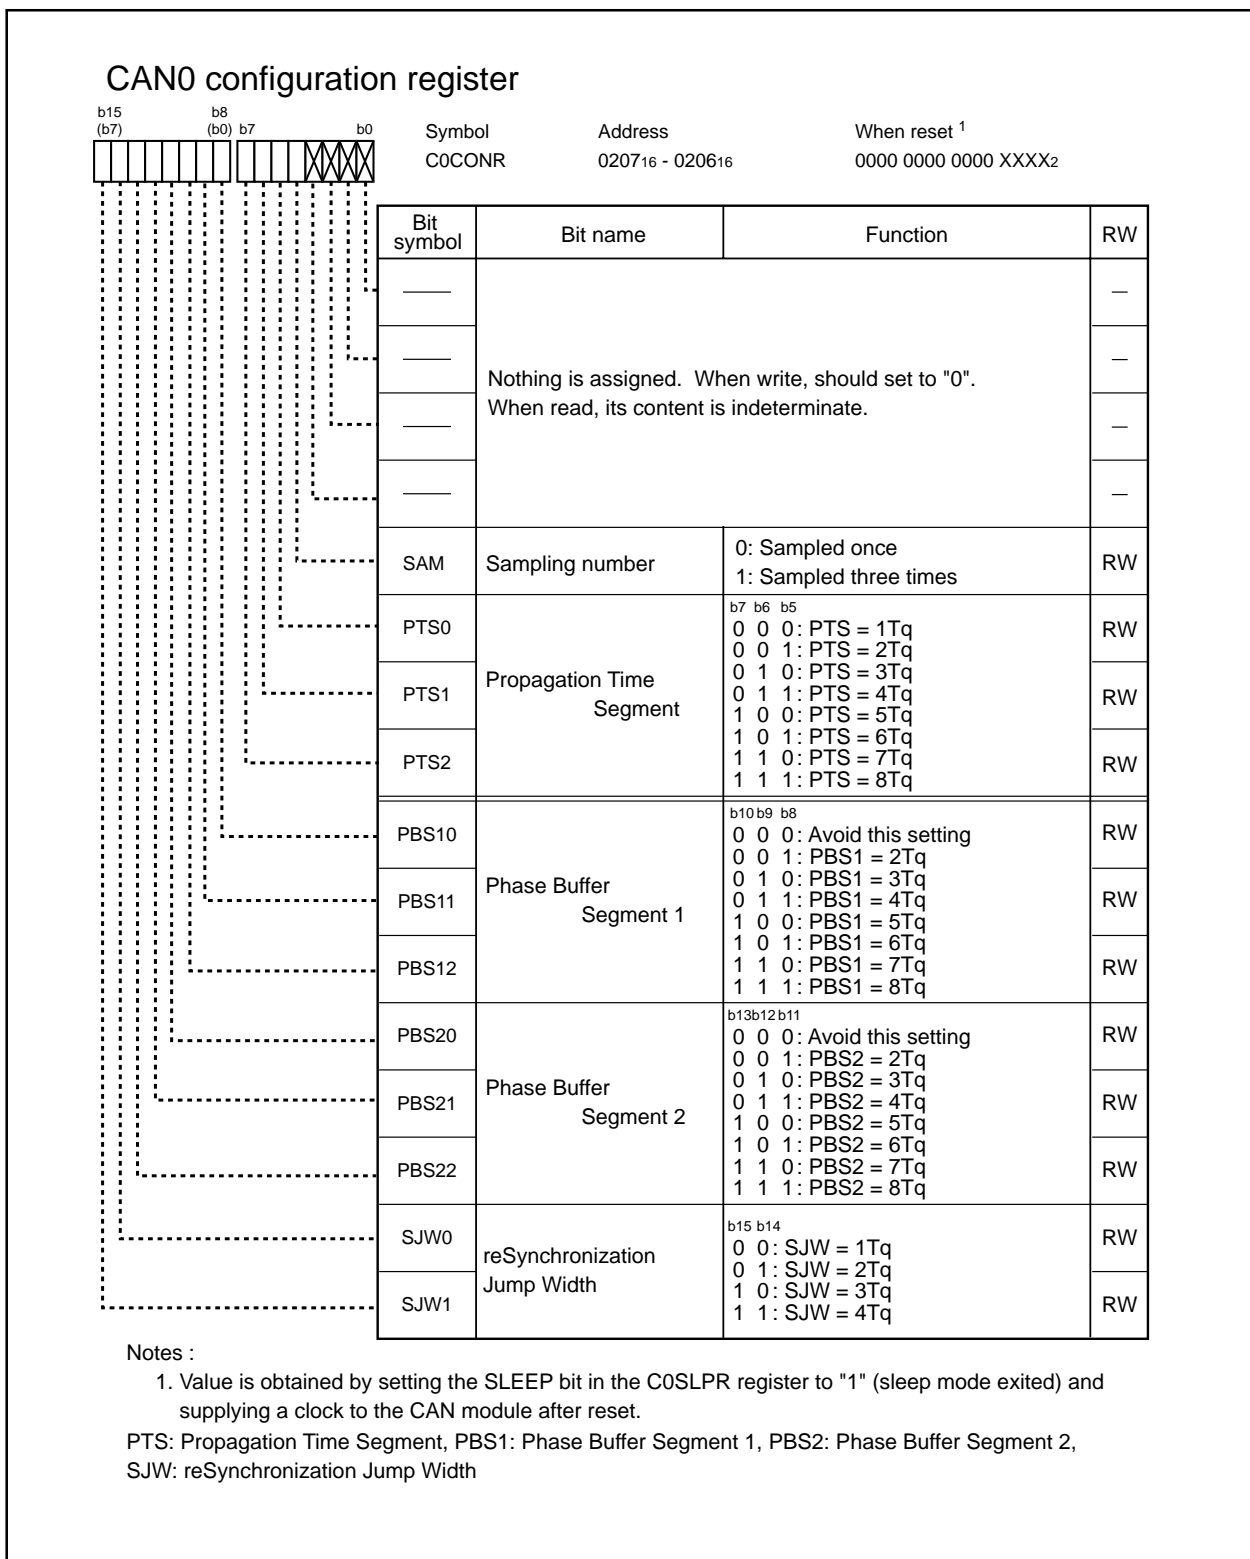 CAN0 configuration register
b15 b8
(b7) (b0) b7 b0
Symbol Address When reset 1
C0CONR 020716 - 020616 0000 0000 0000 XXXX2
Bit symbol Bit name Function RW
—
—
Nothing is assigned. When write, should set to "0".
When read, its content is indeterminate.
—
—
SAM Sampling number 0: Sampled once RW
1: Sampled three times
b7 b6 b5
PTS0 0 0 0: PTS = 1Tq RW
0 0 1: PTS = 2Tq
0 1 0: PTS = 3Tq
PTS1 Propagation Time Segment 0 1 1: PTS = 4Tq RW
1 0 0: PTS = 5Tq
1 0 1: PTS = 6Tq
PTS2 1 1 0: PTS = 7Tq RW
1 1 1: PTS = 8Tq
b10 b9 b8
PBS10 0 0 0: Avoid this setting RW
0 0 1: PBS1 = 2Tq
0 1 0: PBS1 = 3Tq
PBS11 Phase Buffer Segment 1 0 1 1: PBS1 = 4Tq RW
1 0 0: PBS1 = 5Tq
1 0 1: PBS1 = 6Tq
PBS12 1 1 0: PBS1 = 7Tq RW
1 1 1: PBS1 = 8Tq
b13 b12 b11
PBS20 0 0 0: Avoid this setting RW
0 0 1: PBS2 = 2Tq
0 1 0: PBS2 = 3Tq
PBS21 Phase Buffer Segment 2 0 1 1: PBS2 = 4Tq RW
1 0 0: PBS2 = 5Tq
1 0 1: PBS2 = 6Tq
PBS22 1 1 0: PBS2 = 7Tq RW
1 1 1: PBS2 = 8Tq
b15 b14
SJW0 0 0: SJW = 1Tq RW
reSynchronization Jump Width 0 1: SJW = 2Tq
1 0: SJW = 3Tq
SJW1 1 1: SJW = 4Tq RW
Notes :
1. Value is obtained by setting the SLEEP bit in the C0SLPR register to "1" (sleep mode exited) and
supplying a clock to the CAN module after reset.
PTS: Propagation Time Segment, PBS1: Phase Buffer Segment 1, PBS2: Phase Buffer Segment 2,
SJW: reSynchronization Jump Width